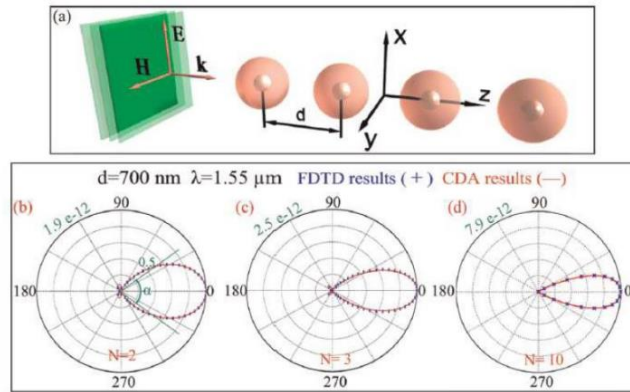 (a)
E
H
k
d
X
y
z
d=700 nm λ=1.55 μm FDTD results (+) CDA results (—)
(b)
90
1.9 e-12
0.5
α
180
0
N=2
270
(c)
90
2.5 e-12
180
0
N= 3
270
(d)
90
7.9 e-12
180
0
N= 10
270